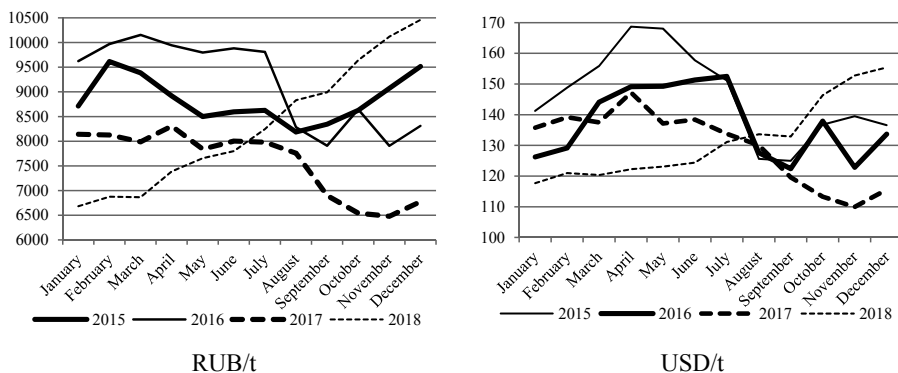 10500
10000
9500
9000
8500
8000
7500
7000
6500
6000
January
February
March
April
May
June
July
August
September
October
November
December
2015 2016 2017 2018
RUB/t
170
160
150
140
130
120
110
100
January
February
March
April
May
June
July
August
September
October
November
December
2015 2016 2017 2018
USD/t